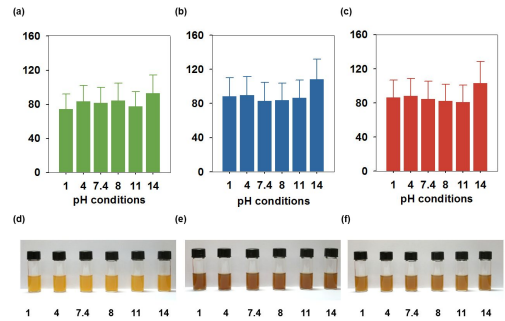 (a) (b) (c)
160 160 160
120 120 120
80 80 80
40 40 40
0 0 0
1 4 7.4 8 11 14 1 4 7.4 8 11 14 1 4 7.4 8 11 14
pH conditions pH conditions pH conditions
(d) (e) (f)
1 4 7.4 8 11 14 1 4 7.4 8 11 14 1 4 7.4 8 11 14